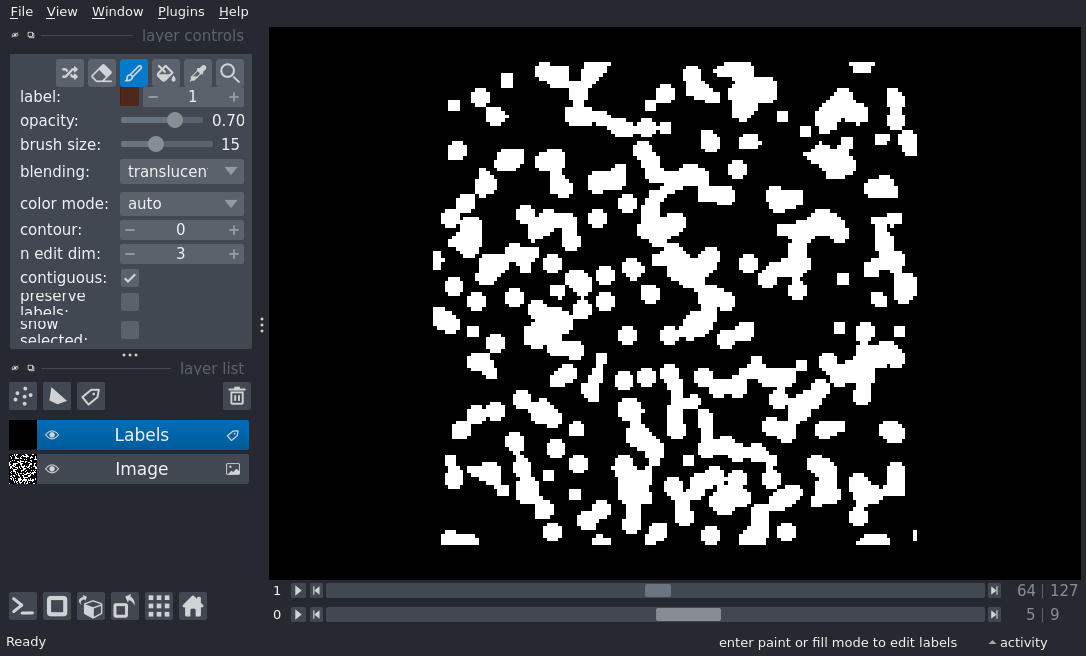 File View Window Plugins Help
layer controls
label: 1
opacity: 0.70
brush size: 15
blending: translucen
color mode: auto
contour: 0
n edit dim: 3
contiguous:
preserve
labels:
show
selected:
layer list
Labels
Image
1 64 127
0 5 9
Ready enter paint or fill mode to edit labels activity